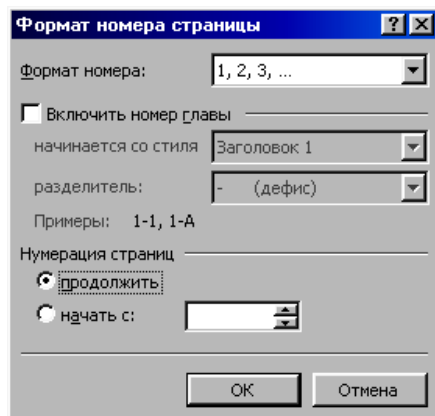 Формат номера страницы
Формат номера: 1, 2, 3, ...
Включить номер главы
начинается со стиля Заголовок 1
разделитель: - (дефис)
Примеры: 1-1, 1-A
Нумерация страниц
продолжить
начать с:
ОК Отмена